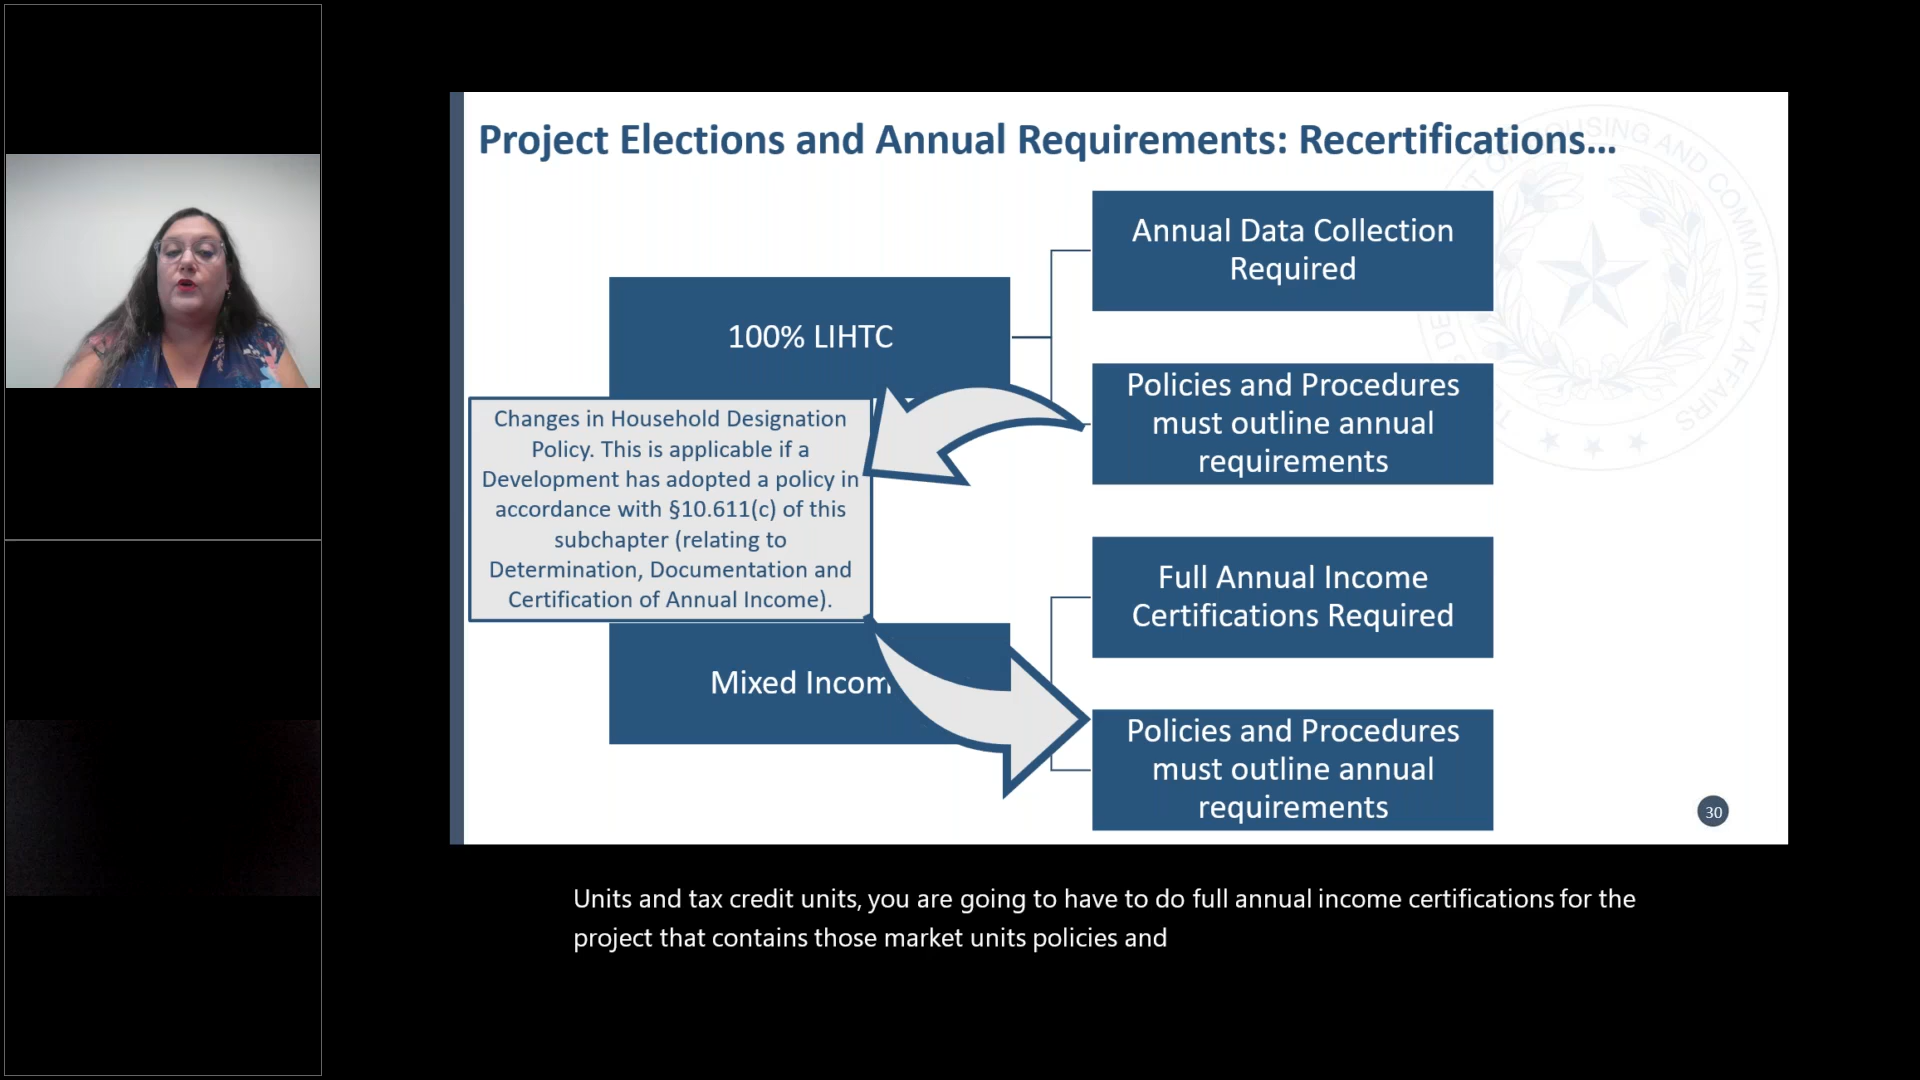 Project Elections and Annual Requirements: Recertifications...
100% LIHTC
Annual Data Collection
Required
Policies and Procedures
must outline annual
requirements
Changes in Household Designation
Policy. This is applicable if a
Development has adopted a policy in
accordance with §10.611(c) of this
subchapter (relating to
Determination, Documentation and
Certification of Annual Income).
Mixed Incom
Full Annual Income
Certifications Required
Policies and Procedures
must outline annual
requirements
30
Units and tax credit units, you are going to have to do full annual income certifications for the
project that contains those market units policies and